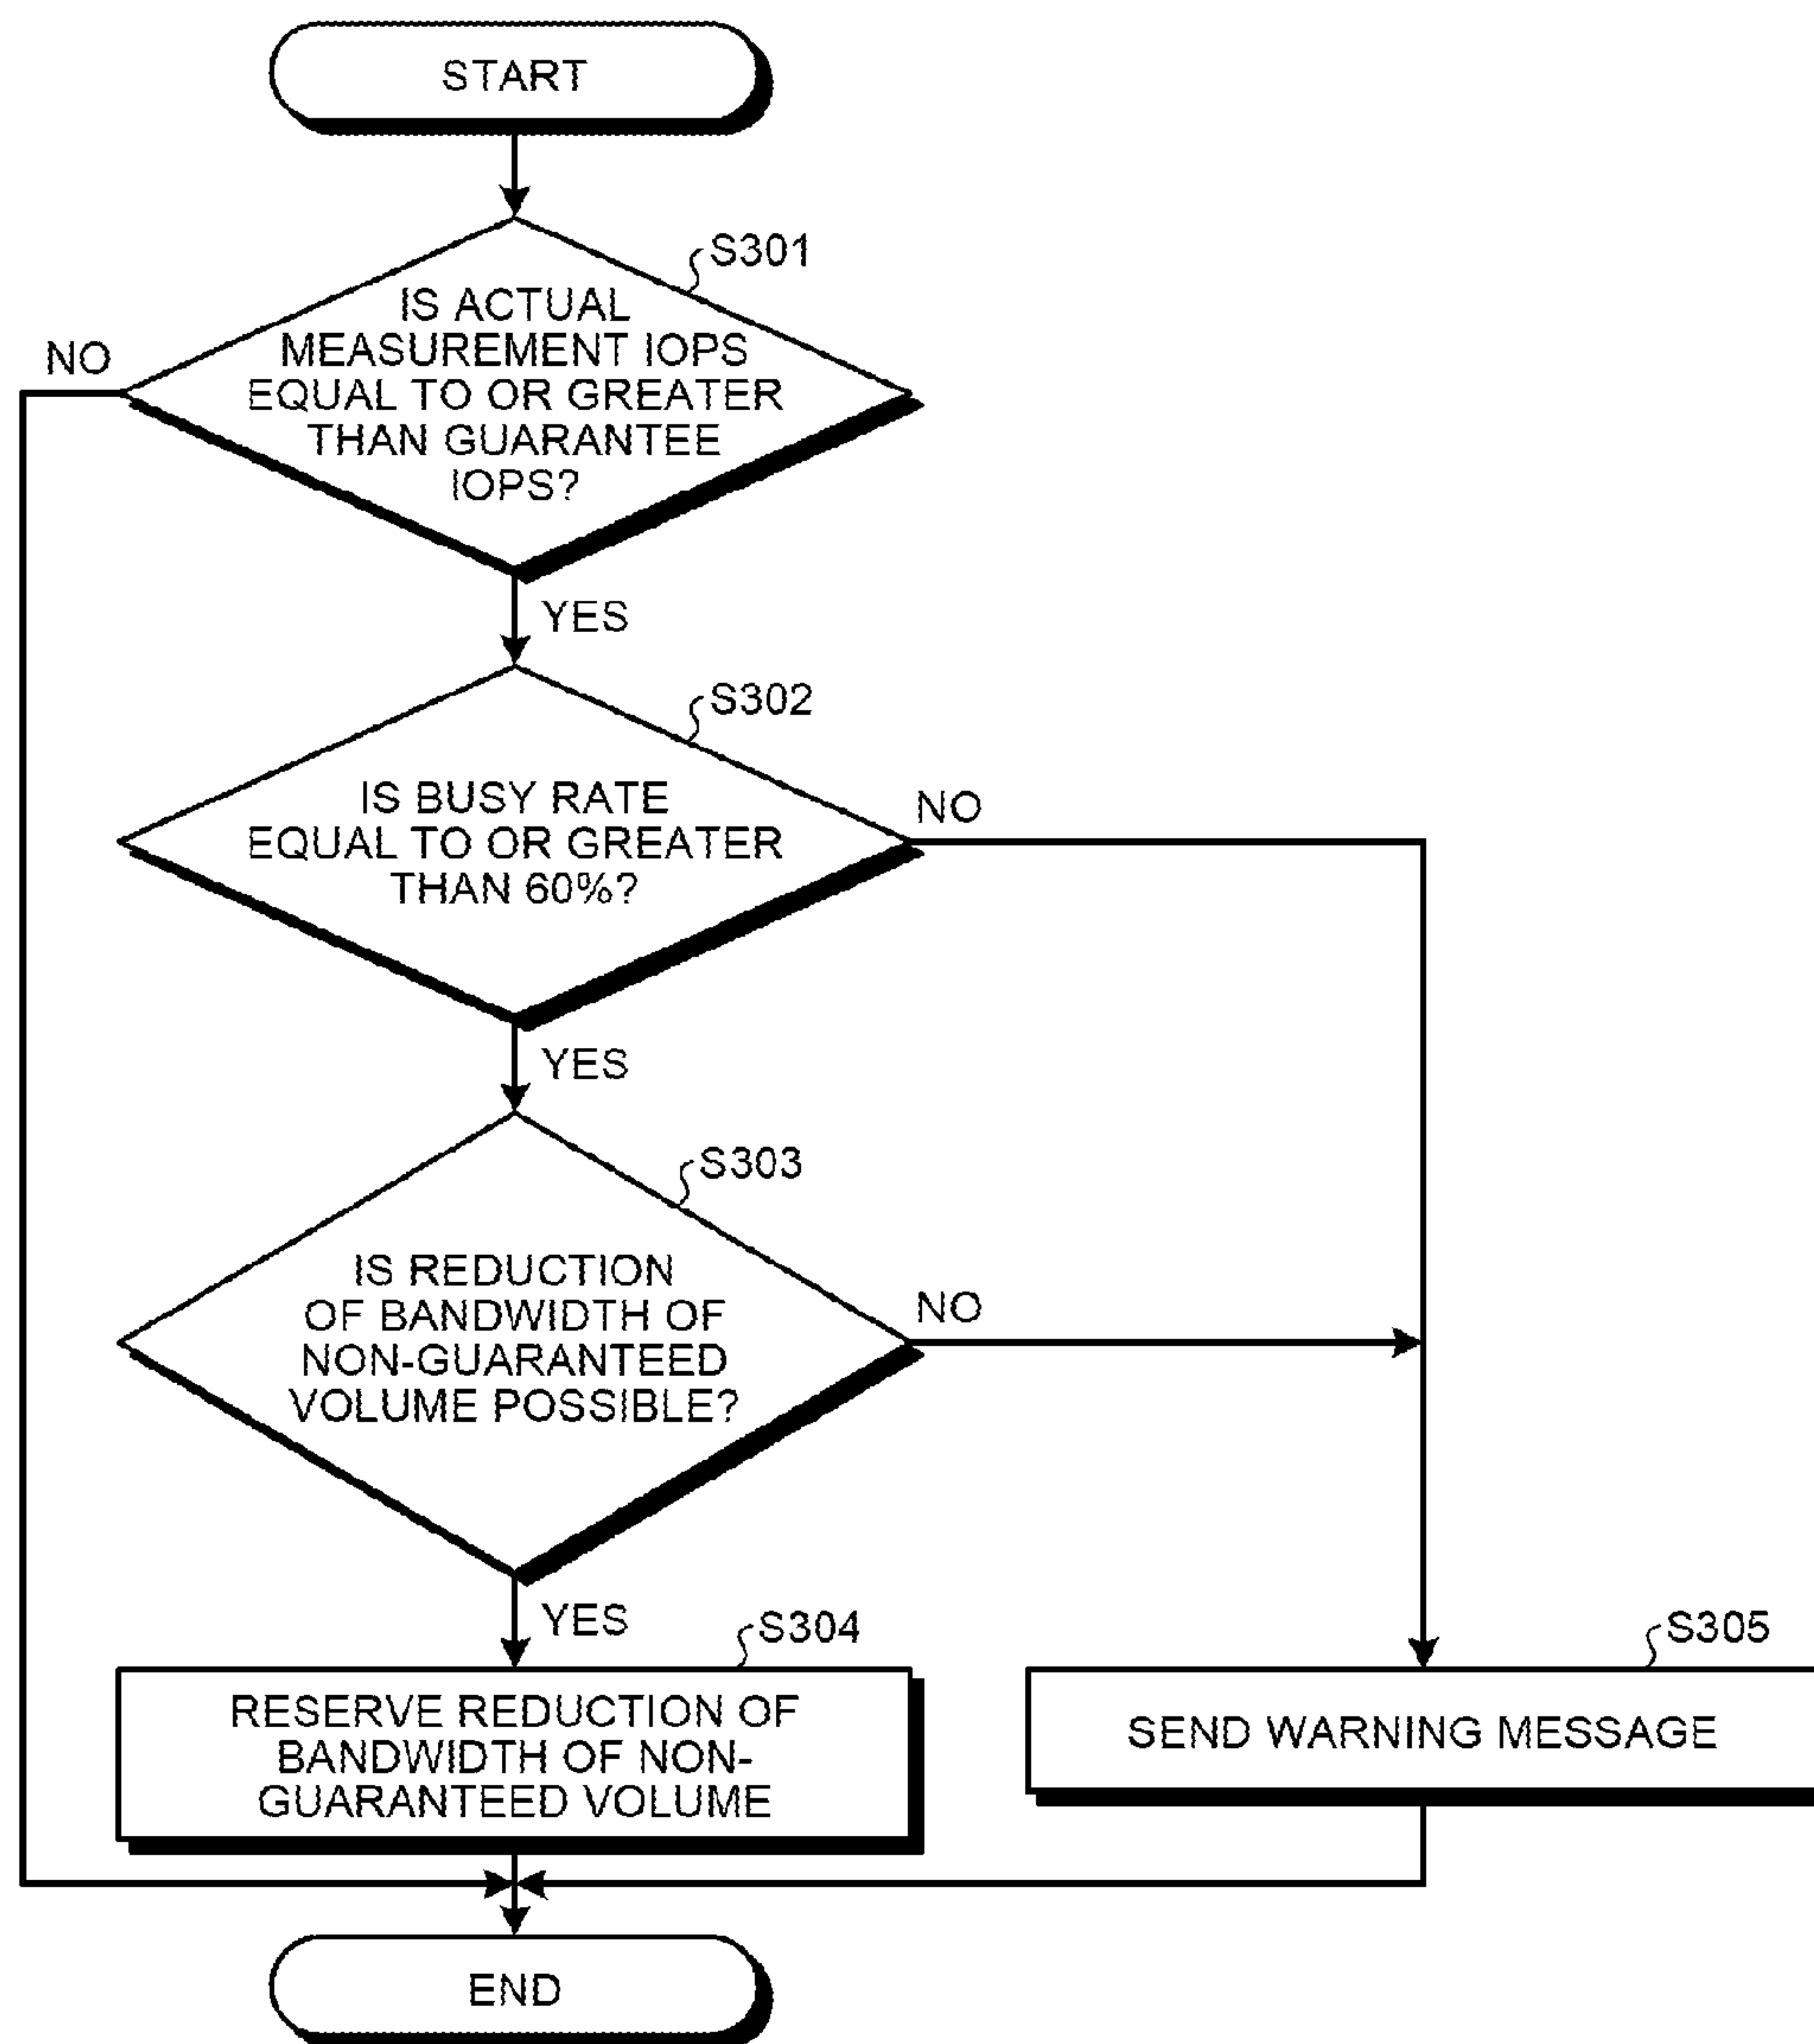 START
S301
IS ACTUAL
MEASUREMENT IOPS
EQUAL TO OR GREATER
THAN GUARANTEE
IOPS?
NO
YES
S302
IS BUSY RATE
EQUAL TO OR GREATER
THAN 60%?
NO
YES
S303
IS REDUCTION
OF BANDWIDTH OF
NON-GUARANTEED
VOLUME POSSIBLE?
NO
YES
S304
RESERVE REDUCTION OF
BANDWIDTH OF NON-
GUARANTEED VOLUME
S305
SEND WARNING MESSAGE
END